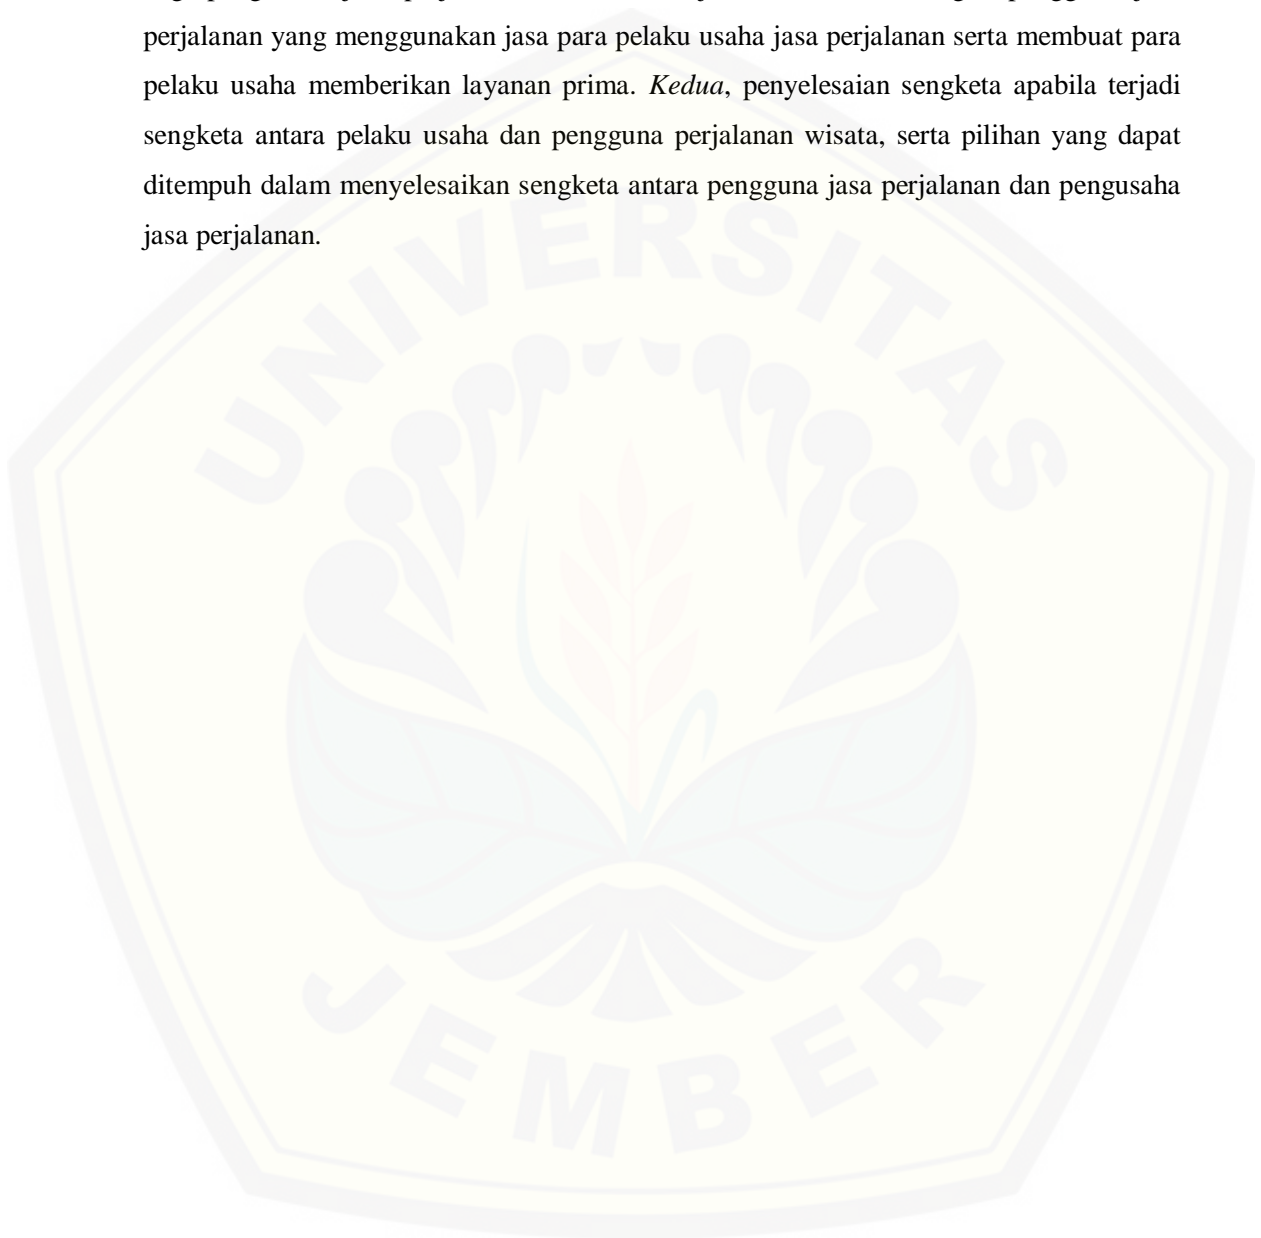 perjalanan yang menggunakan jasa para pelaku usaha jasa perjalanan serta membuat para
pelaku usaha memberikan layanan prima. Kedua, penyelesaian sengketa apabila terjadi
sengketa antara pelaku usaha dan pengguna perjalanan wisata, serta pilihan yang dapat
ditempuh dalam menyelesaikan sengketa antara pengguna jasa perjalanan dan pengusaha
jasa perjalanan.
UNIVERSITAS
JEMBER